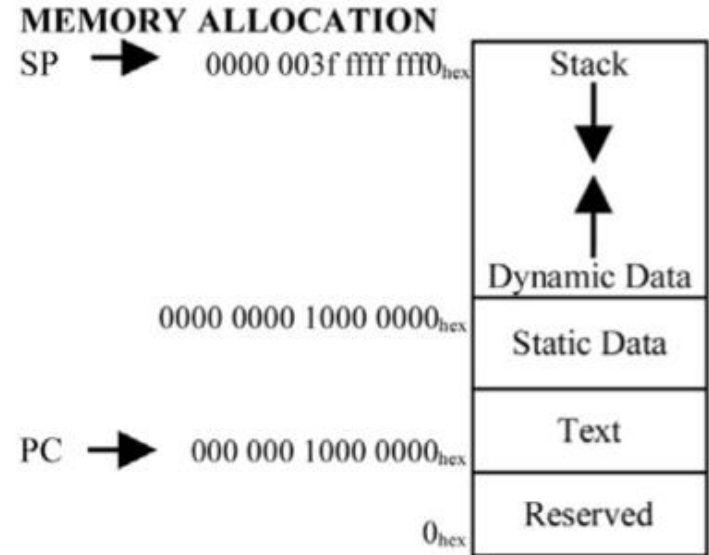 MEMORY ALLOCATION
SP 0000 003f ffff fff0hex Stack
Dynamic Data
0000 0000 1000 0000hex
Static Data
Text
PC 000 000 1000 0000hex
Reserved
0hex